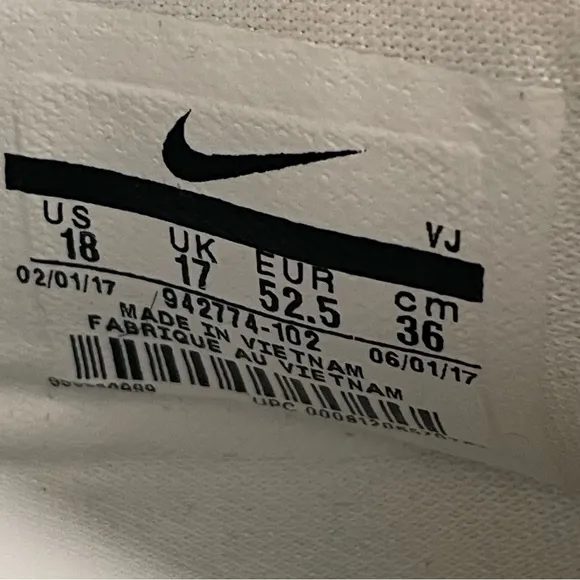 VJ
US UK EUR cm
18 17 52.5 36
02/01/17 942774-102 06/01/17
MADE IN VIETNAM
FABRIQUE AU VIETNAM
UPC